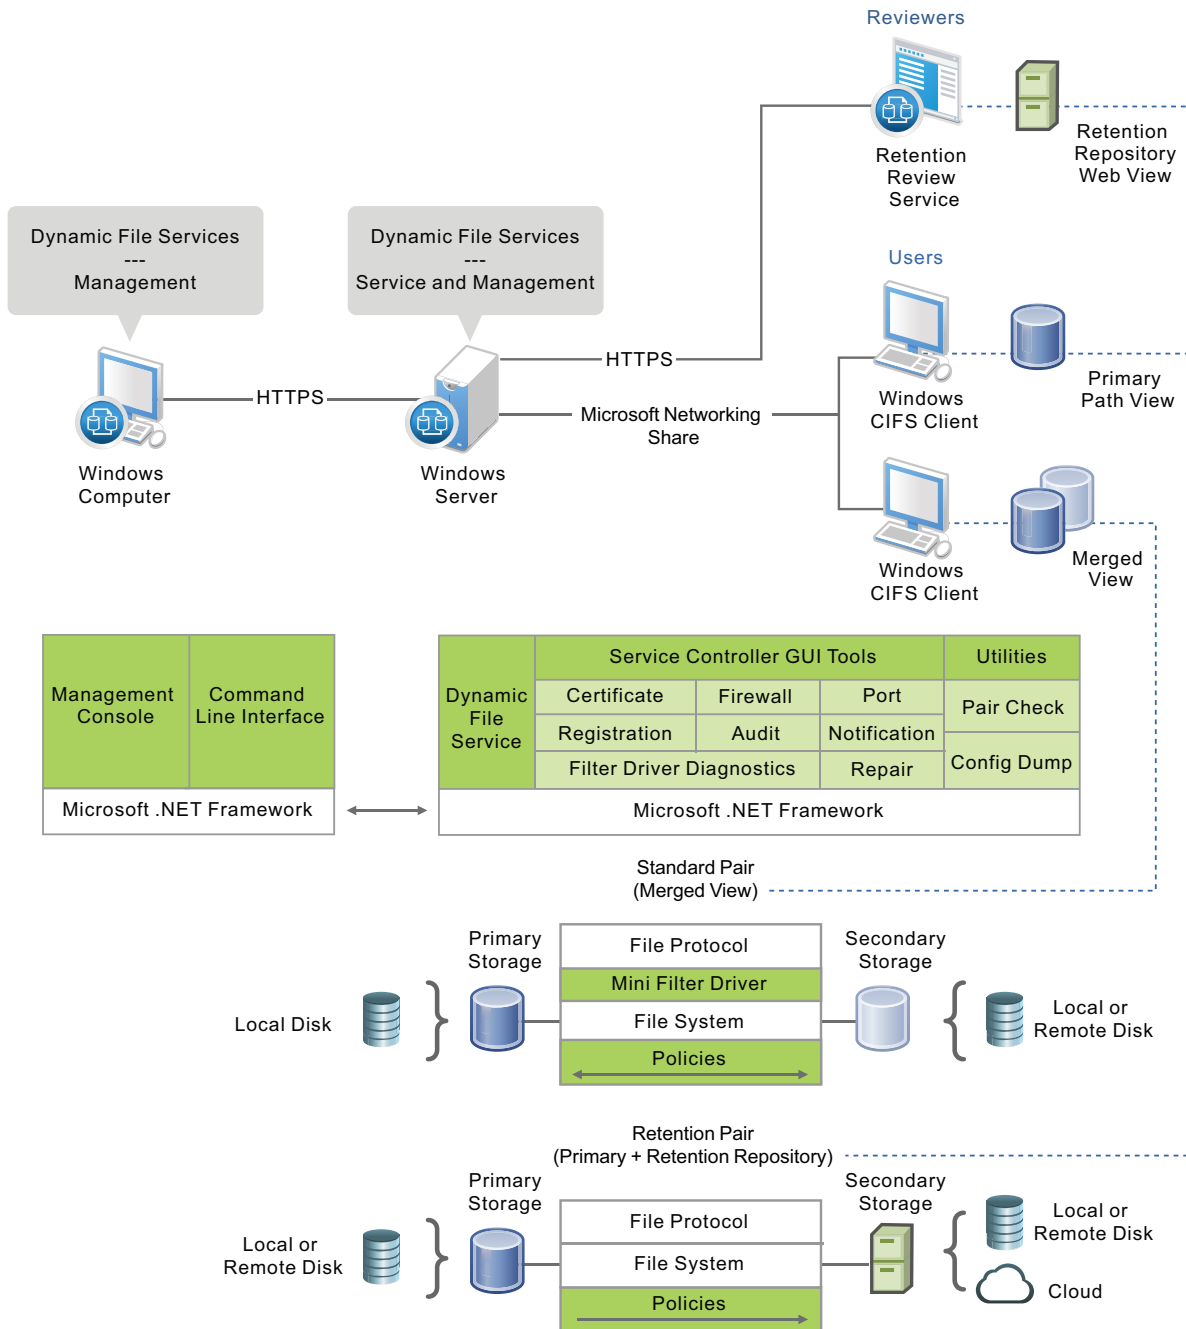 Reviewers
Retention
Review
Service
Retention
Repository
Web View
Dynamic File Services
---
Management
Dynamic File Services
---
Service and Management
Users
HTTPS
HTTPS
Microsoft Networking
Share
Windows
Computer
Windows
Server
Windows
CIFS Client
Primary
Path View
Windows
CIFS Client
Merged
View
Management
Console
Command
Line Interface
Microsoft .NET Framework
Dynamic
File
Service
Service Controller GUI Tools
Utilities
Certificate
Firewall
Port
Registration
Audit
Notification
Filter Driver Diagnostics
Repair
Pair Check
Config Dump
Microsoft .NET Framework
Standard Pair
(Merged View)
Local Disk
Primary
Storage
File Protocol
Mini Filter Driver
File System
Policies
Secondary
Storage
Local or
Remote Disk
Retention Pair
(Primary + Retention Repository)
Local or
Remote Disk
Primary
Storage
File Protocol
File System
Policies
Secondary
Storage
Local or
Remote Disk
Cloud